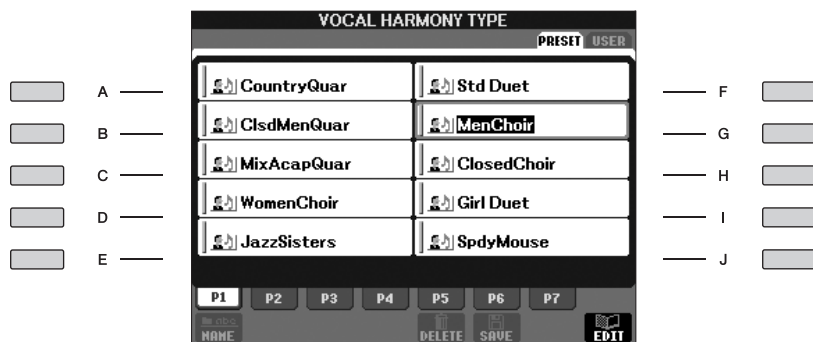 VOCAL HARMONY TYPE
PRESET USER
A CountryQuar Std Duet F
B ClsdMenQuar MenChoir G
C MixAcapQuar ClosedChoir H
D WomenChoir Girl Duet I
E JazzSisters SpdyMouse J
P1 P2 P3 P4 P5 P6 P7
abc
NAME DELETE SAVE EDIT